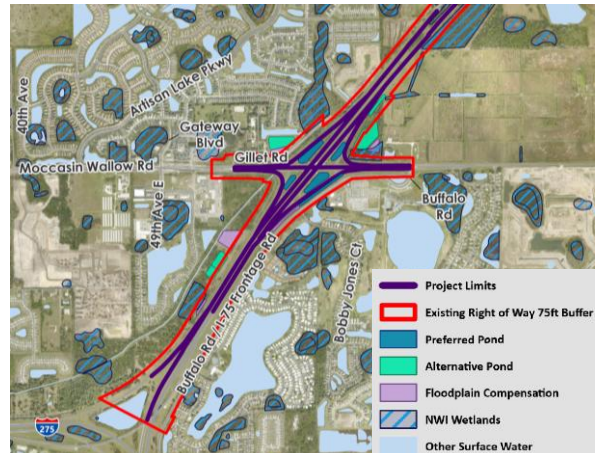 Artisan Lake Pkwy
40th Ave
Gateway
Blvd
Gillet Rd
Moccasin Wallow Rd
49th Ave E
Buffalo
Rd
Buffalo Rd / I-75 Frontage Rd
Bobby Jones Ct.
275
Project Limits
Existing Right of Way 75ft Buffer
Preferred Pond
Alternative Pond
Floodplain Compensation
NWI Wetlands
Other Surface Water